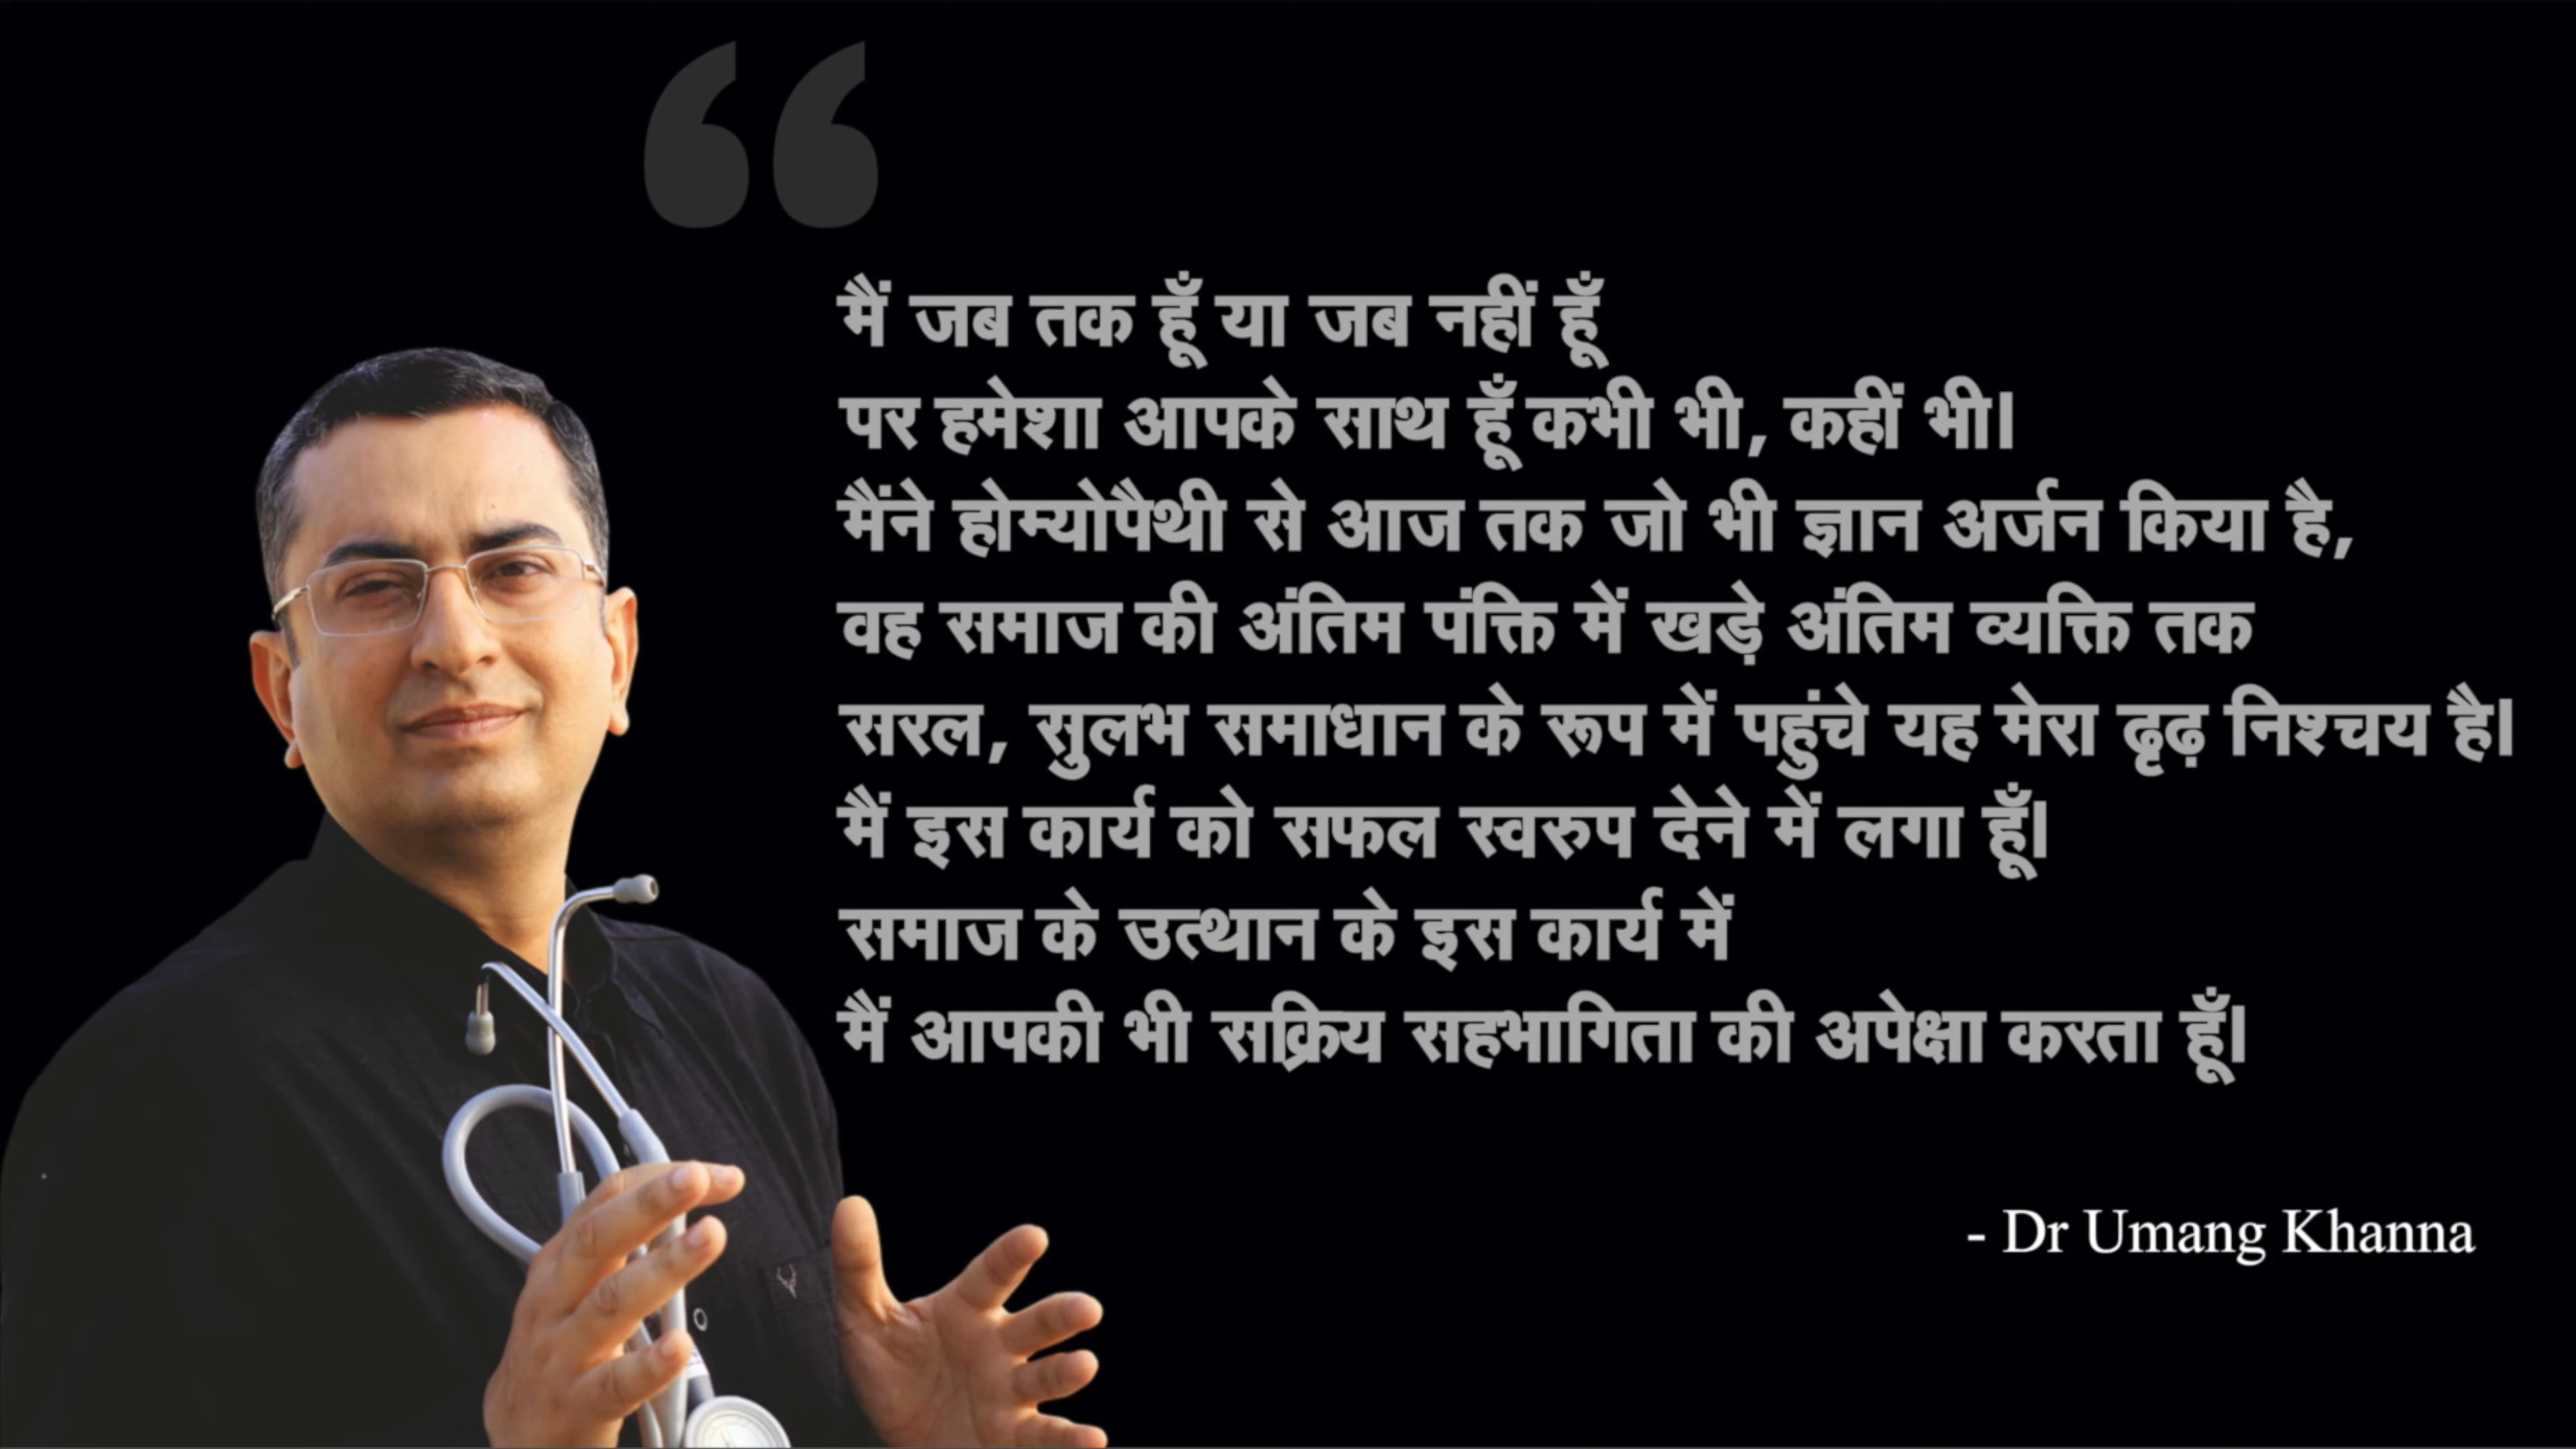 “
मैं जब तक हूँ या जब नहीं हूँ
पर हमेशा आपके साथ हूँ कभी भी, कहीं भी।
मैंने होम्योपैथी से आज तक जो भी ज्ञान अर्जन किया है,
वह समाज की अंतिम पंक्ति में खड़े अंतिम व्यक्ति तक
सरल, सुलभ समाधान के रूप में पहुंचे यह मेरा ढृढ़ निश्चय है।
मैं इस कार्य को सफल स्वरुप देने में लगा हूँ।
समाज के उत्थान के इस कार्य में
मैं आपकी भी सक्रिय सहभागिता की अपेक्षा करता हूँ।
- Dr Umang Khanna